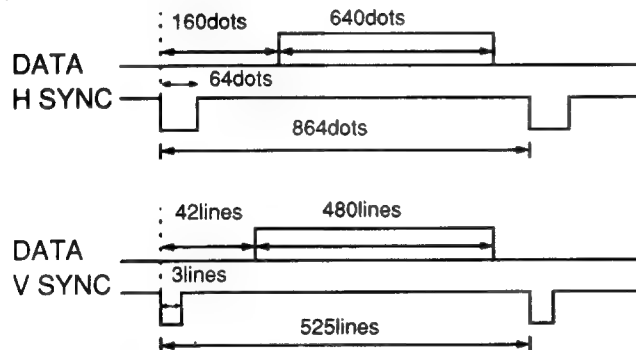 160dots 640dots
DATA
64dots
H SYNC
864dots
42lines 480lines
DATA
3lines
V SYNC
525lines